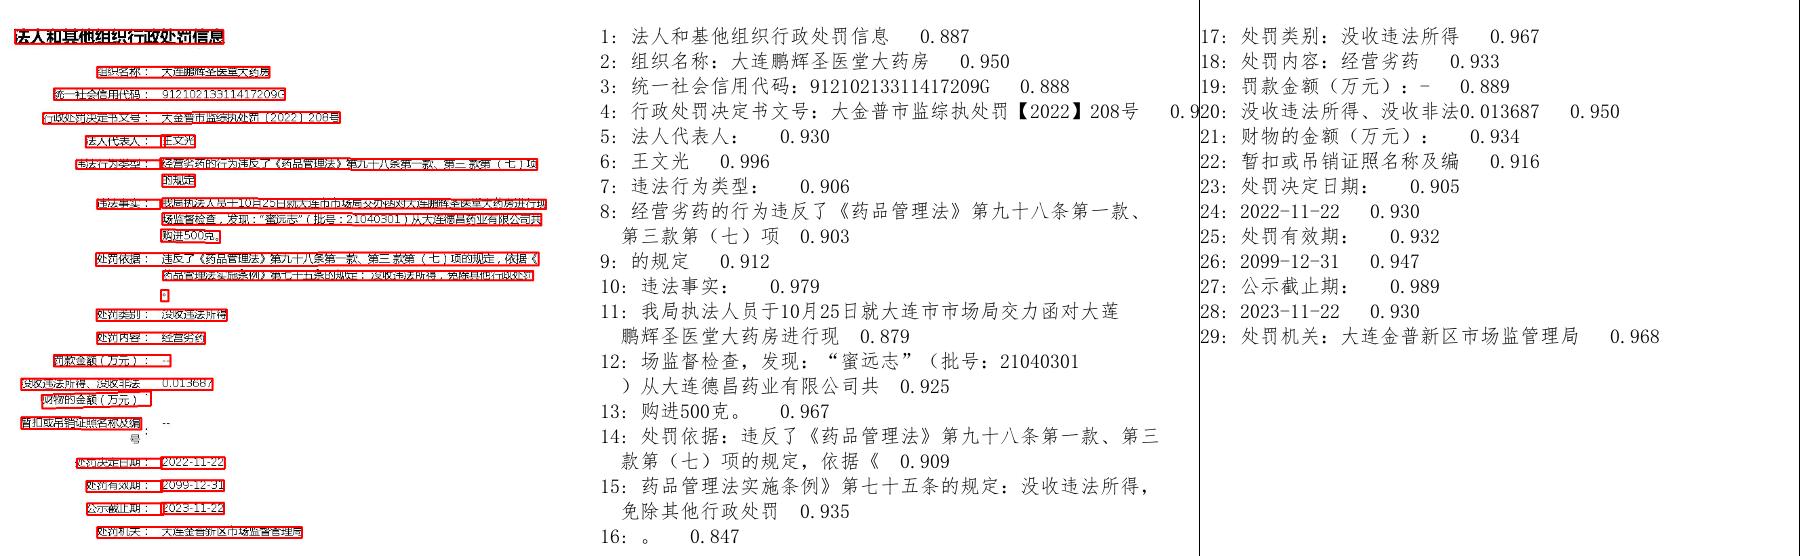 法人和其他组织行政处罚信息
组织名称： 大连鹏辉圣医堂大药房
统一社会信用代码： 91210213311417209G
行政处罚决定书文号： 大金普市监综执处罚〔2022〕208号
法人代表人： 王文光
违法行为类型： 经营劣药的行为违反了《药品管理法》第九十八条第一款、第三款第（七）项
的规定
违法事实： 我局执法人员于10月25日就大连市市场局交办函对大连鹏辉圣医堂大药房进行现
场监督检查，发现：“蜜远志”（批号：21040301）从大连德昌药业有限公司共
购进500克。
处罚依据： 违反了《药品管理法》第九十八条第一款、第三款第（七）项的规定，依据《
药品管理法实施条例》第七十五条的规定：没收违法所得，免除其他行政处罚
。
处罚类别： 没收违法所得
处罚内容： 经营劣药
罚款金额（万元）： --
没收违法所得、没收非法 0.013687
财物的金额（万元）：
暂扣或吊销证照名称及编 --
号：
处罚决定日期： 2022-11-22
处罚有效期： 2099-12-31
公示截止期： 2023-11-22
处罚机关： 大连金普新区市场监督管理局
1: 法人和基他组织行政处罚信息 0.887
2: 组织名称: 大连鹏辉圣医堂大药房 0.950
3: 统一社会信用代码: 91210213311417209G 0.888
4: 行政处罚决定书文号: 大金普市监综执处罚【2022】208号 0.9
5: 法人代表人: 0.930
6: 王文光 0.996
7: 违法行为类型: 0.906
8: 经营劣药的行为违反了《药品管理法》第九十八条第一款、
第三款第（七）项 0.903
9: 的规定 0.912
10: 违法事实: 0.979
11: 我局执法人员于10月25日就大连市市场局交力函对大莲
鹏辉圣医堂大药房进行现 0.879
12: 场监督检查, 发现: “蜜远志”（批号: 21040301
）从大连德昌药业有限公司共 0.925
13: 购进500克。 0.967
14: 处罚依据: 违反了《药品管理法》第九十八条第一款、第三
款第（七）项的规定, 依据《 0.909
15: 药品管理法实施条例》第七十五条的规定: 没收违法所得,
免除其他行政处罚 0.935
16: 。 0.847
17: 处罚类别: 没收违法所得 0.967
18: 处罚内容: 经营劣药 0.933
19: 罚款金额（万元）: - 0.889
20: 没收违法所得、没收非法0.013687 0.950
21: 财物的金额（万元）: 0.934
22: 暂扣或吊销证照名称及编 0.916
23: 处罚决定日期: 0.905
24: 2022-11-22 0.930
25: 处罚有效期: 0.932
26: 2099-12-31 0.947
27: 公示截止期: 0.989
28: 2023-11-22 0.930
29: 处罚机关: 大连金普新区市场监管理局 0.968